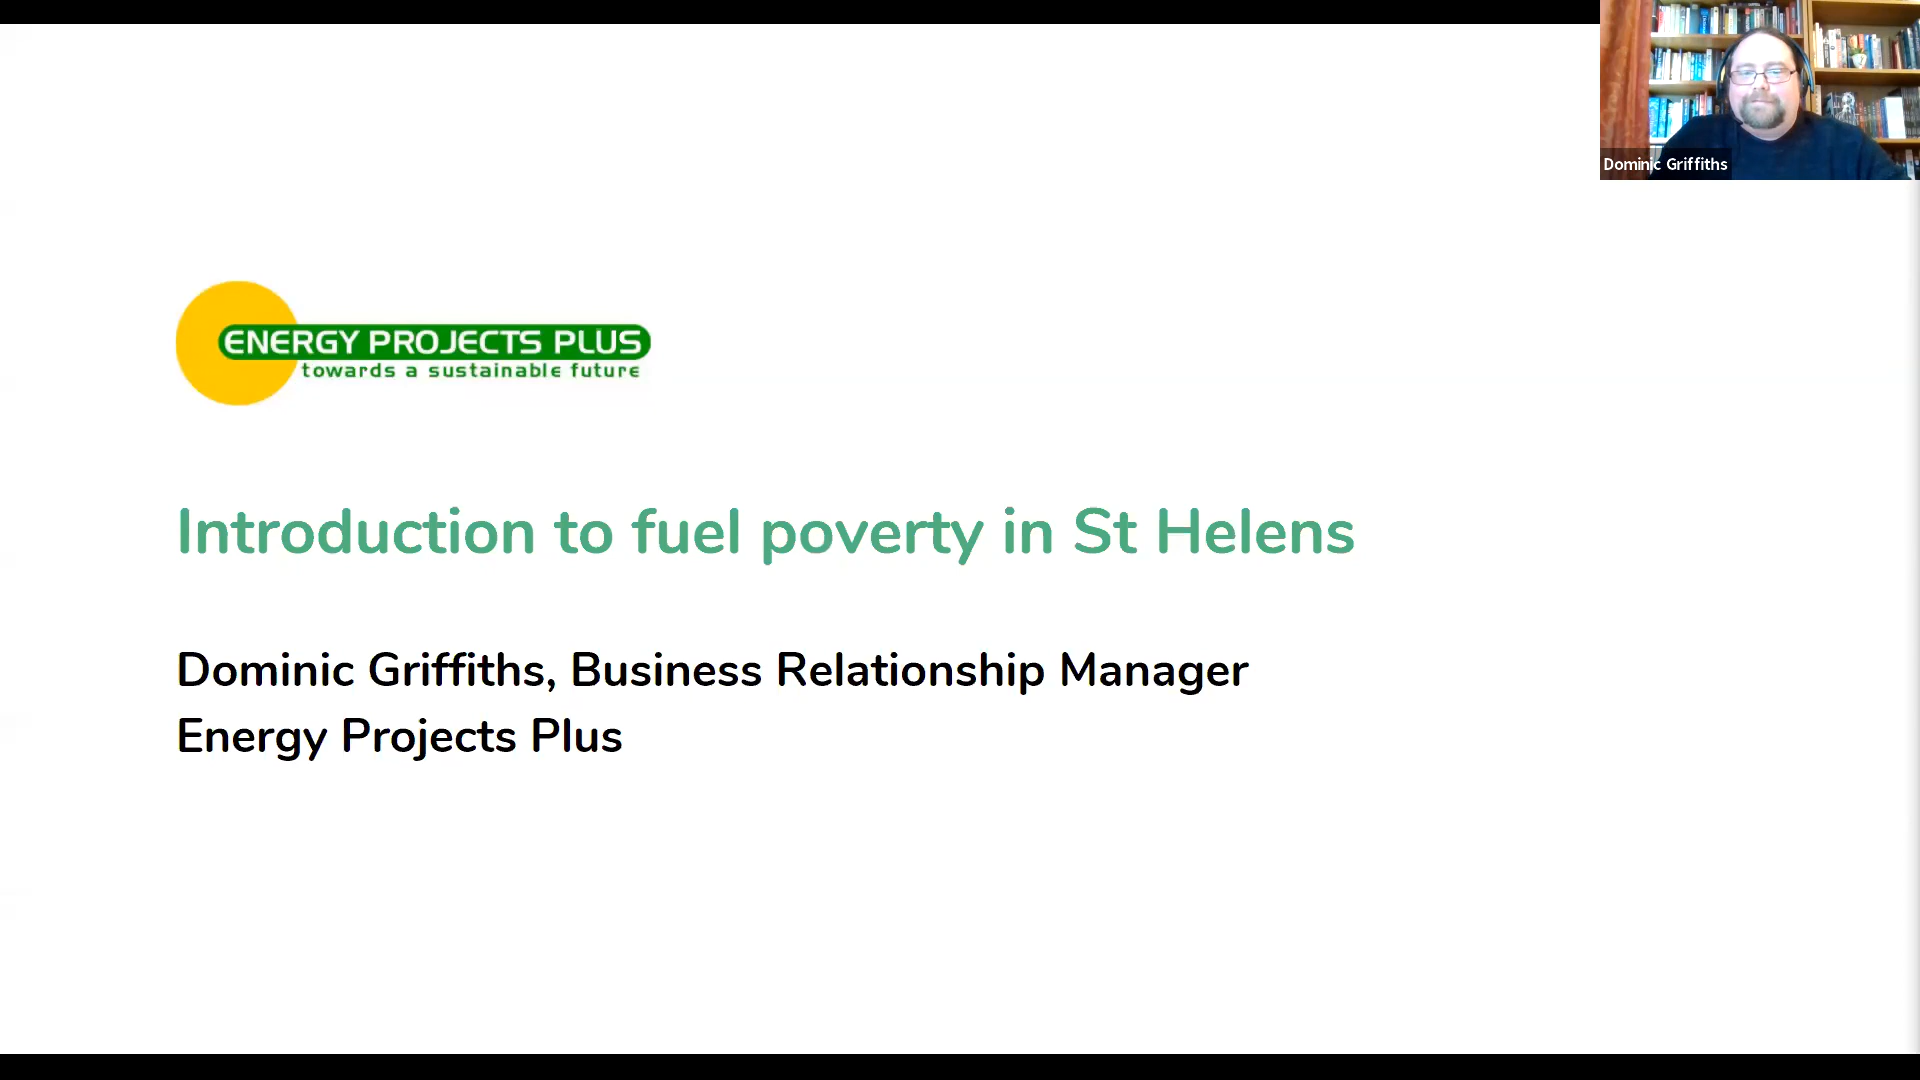 Dominic Griffiths
ENERGY PROJECTS PLUS
towards a sustainable future
Introduction to fuel poverty in St Helens
Dominic Griffiths, Business Relationship Manager
Energy Projects Plus